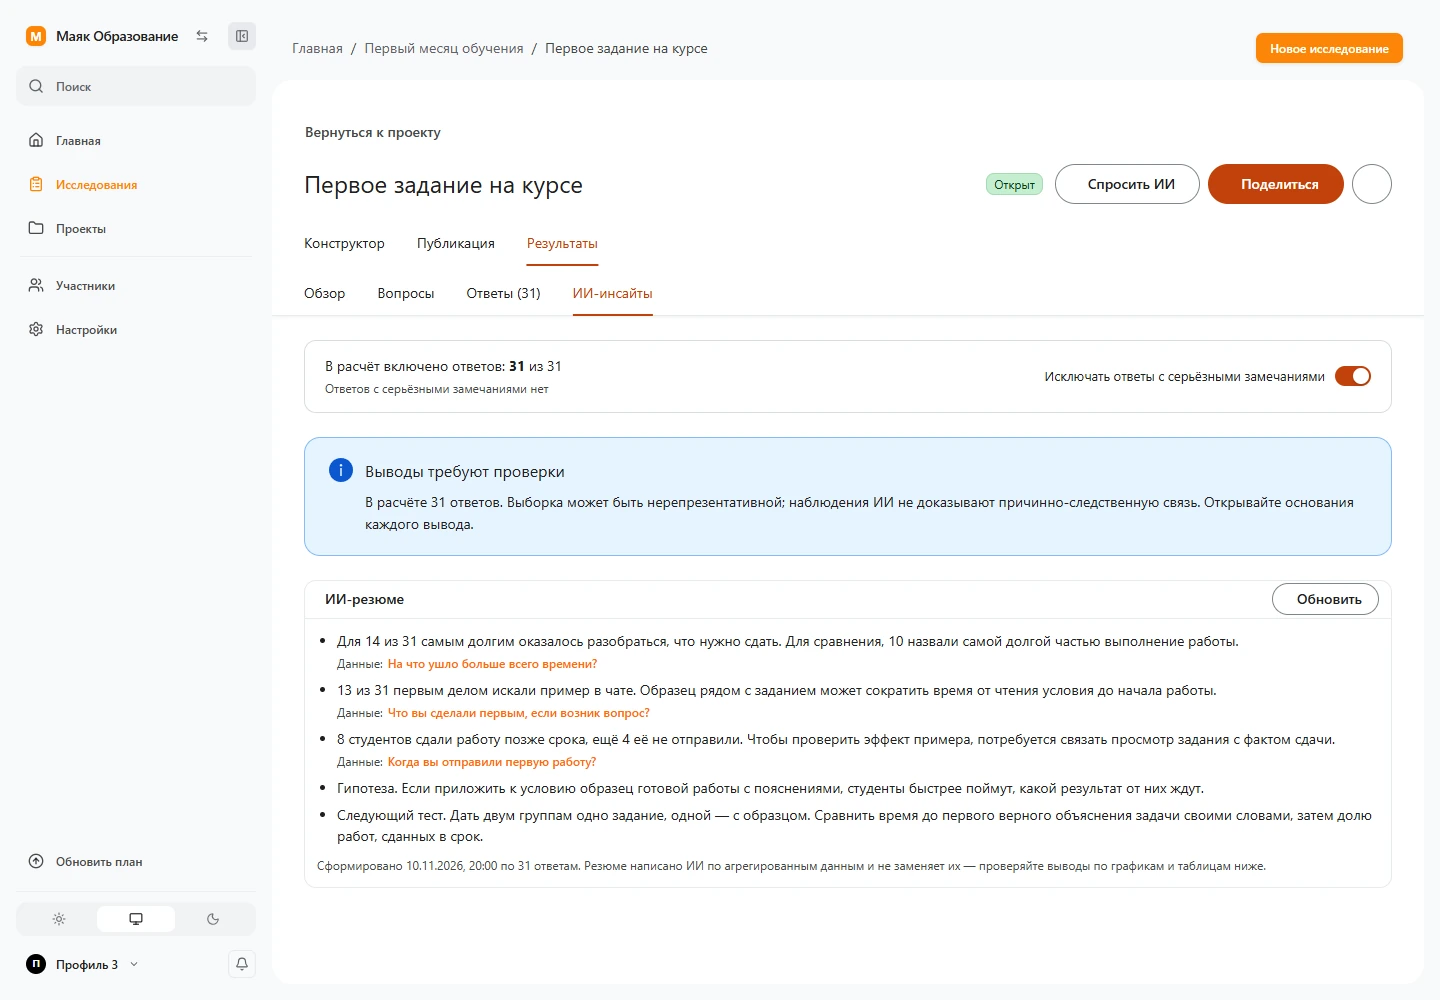 М Маяк Образование
Поиск
Главная
Исследования
Проекты
Участники
Настройки
Обновить план
П Профиль 3
Главная / Первый месяц обучения / Первое задание на курсе
Новое исследование
Вернуться к проекту
Первое задание на курсе
Открыт
Спросить ИИ
Поделиться
Конструктор Публикация Результаты
Обзор Вопросы Ответы (31) ИИ-инсайты
В расчёт включено ответов: 31 из 31
Ответов с серьёзными замечаниями нет
Исключать ответы с серьёзными замечаниями
Выводы требуют проверки
В расчёте 31 ответов. Выборка может быть нерепрезентативной; наблюдения ИИ не доказывают причинно-следственную связь. Открывайте основания
каждого вывода.
ИИ-резюме
Обновить
• Для 14 из 31 самым долгим оказалось разобраться, что нужно сдать. Для сравнения, 10 назвали самой долгой частью выполнение работы.
Данные: На что ушло больше всего времени?
• 13 из 31 первым делом искали пример в чате. Образец рядом с заданием может сократить время от чтения условия до начала работы.
Данные: Что вы сделали первым, если возник вопрос?
• 8 студентов сдали работу позже срока, ещё 4 её не отправили. Чтобы проверить эффект примера, потребуется связать просмотр задания с фактом сдачи.
Данные: Когда вы отправили первую работу?
• Гипотеза. Если приложить к условию образец готовой работы с пояснениями, студенты быстрее поймут, какой результат от них ждут.
• Следующий тест. Дать двум группам одно задание, одной — с образцом. Сравнить время до первого верного объяснения задачи своими словами, затем долю
работ, сданных в срок.
Сформировано 10.11.2026, 20:00 по 31 ответам. Резюме написано ИИ по агрегированным данным и не заменяет их — проверяйте выводы по графикам и таблицам ниже.